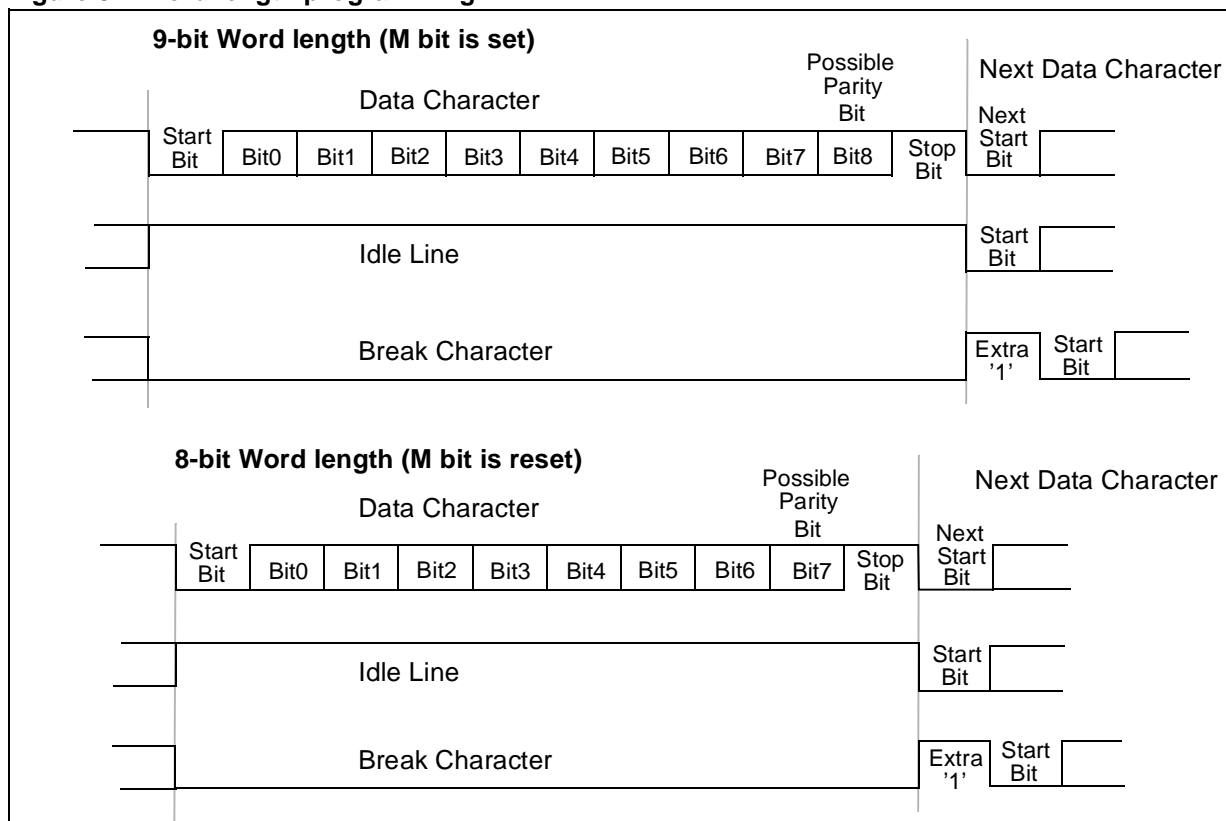 9-bit Word length (M bit is set)
Possible
Parity
Bit
Next Data Character
Data Character
Start
Bit
Bit0
Bit1
Bit2
Bit3
Bit4
Bit5
Bit6
Bit7
Bit8
Stop
Bit
Next
Start
Bit
Idle Line
Start
Bit
Break Character
Extra
'1'
Start
Bit
8-bit Word length (M bit is reset)
Possible
Parity
Bit
Next Data Character
Data Character
Start
Bit
Bit0
Bit1
Bit2
Bit3
Bit4
Bit5
Bit6
Bit7
Stop
Bit
Next
Start
Bit
Idle Line
Start
Bit
Break Character
Extra
'1'
Start
Bit